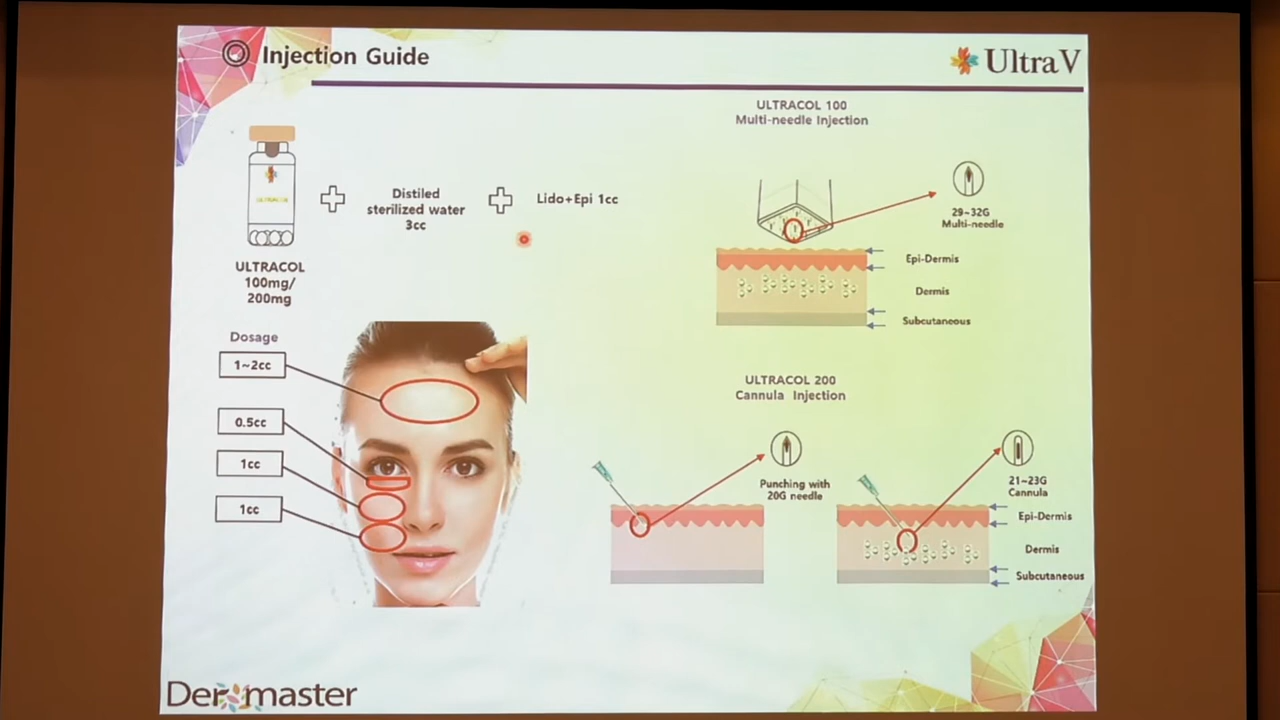 Injection Guide
UltraV
ULTRACOL 100
Multi-needle Injection
ULTRACOL
Distiled
sterilized water
3cc
Lido+Epi 1cc
ULTRACOL
100mg/
200mg
29~32G
Multi-needle
Epi-Dermis
Dermis
Subcutaneous
Dosage
1~2cc
0.5cc
1cc
1cc
ULTRACOL 200
Cannula Injection
Punching with
20G needle
21~23G
Cannula
Epi-Dermis
Dermis
Subcutaneous
Dermaster